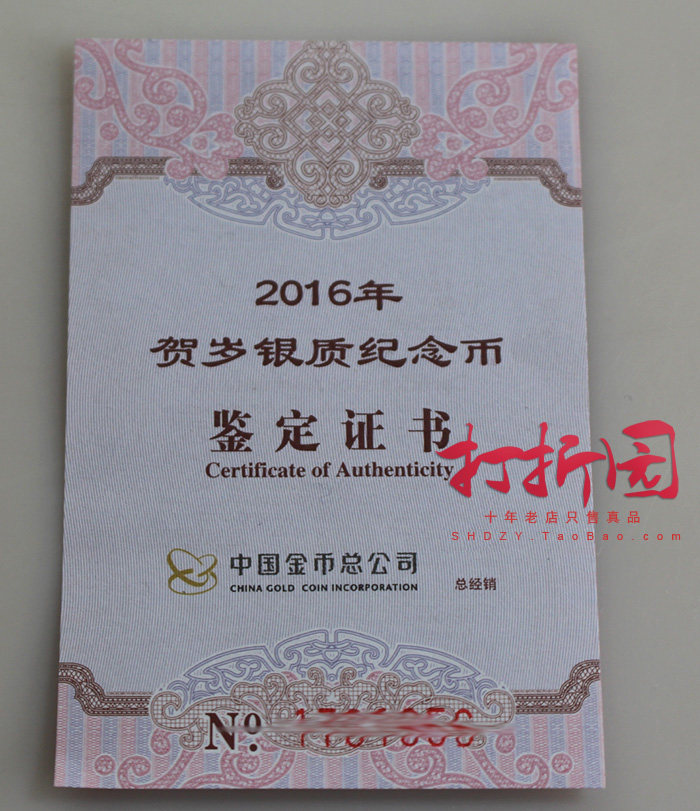 2016年
贺岁银质纪念币
鉴定证书
Certificate of Authenticity
打折园
十年老店只售真品
SHDZY.TaoBao.com
中国金币总公司
CHINA GOLD COIN INCORPORATION
总经销
No.